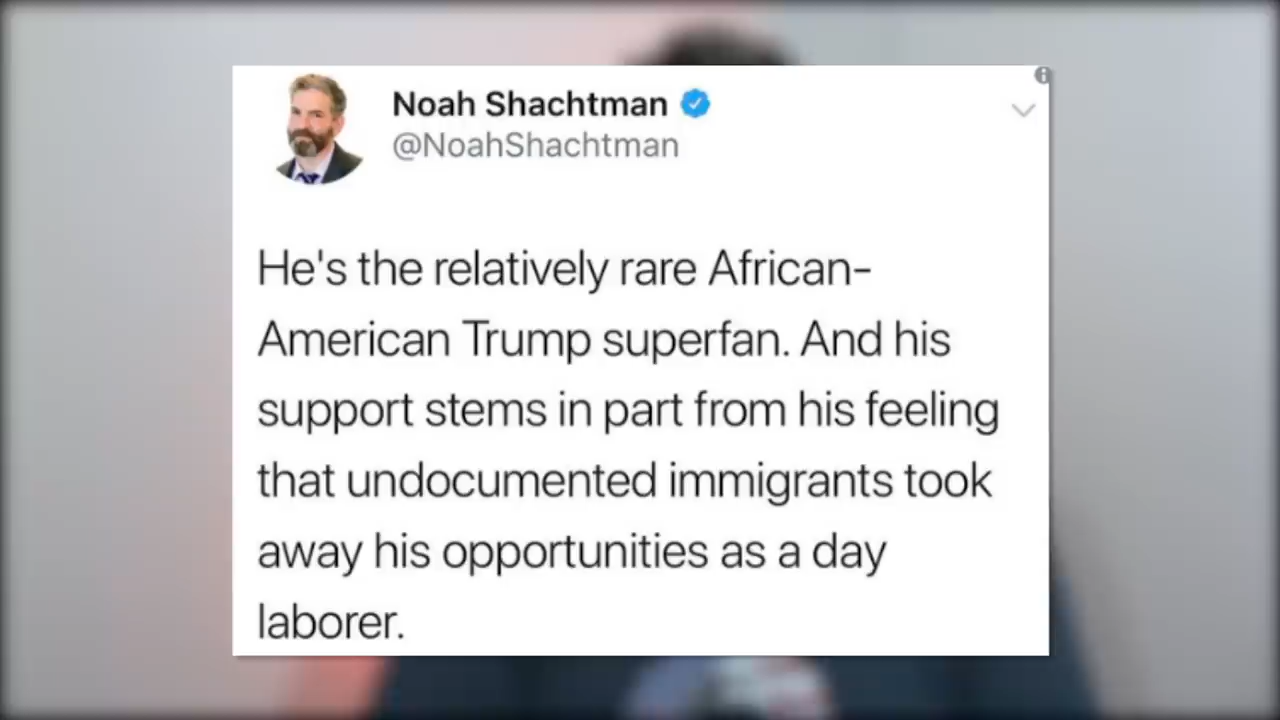 Noah Shachtman
@NoahShachtman
He's the relatively rare African-
American Trump superfan. And his
support stems in part from his feeling
that undocumented immigrants took
away his opportunities as a day
laborer.